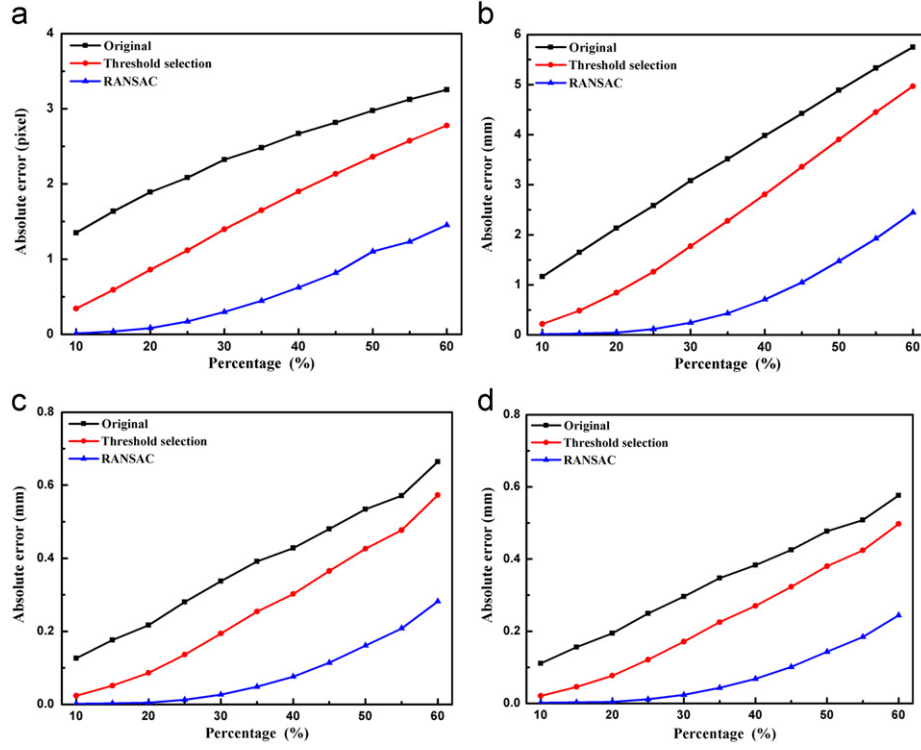 a
4
3
2
1
0
Absolute error (pixel)
Original
Threshold selection
RANSAC
10 20 30 40 50 60
Percentage (%)
b
6
5
4
3
2
1
0
Absolute error (mm)
Original
Threshold selection
RANSAC
10 20 30 40 50 60
Percentage (%)
c
0.8
0.6
0.4
0.2
0.0
Absolute error (mm)
Original
Threshold selection
RANSAC
10 20 30 40 50 60
Percentage (%)
d
0.8
0.6
0.4
0.2
0.0
Absolute error (mm)
Original
Threshold selection
RANSAC
10 20 30 40 50 60
Percentage (%)